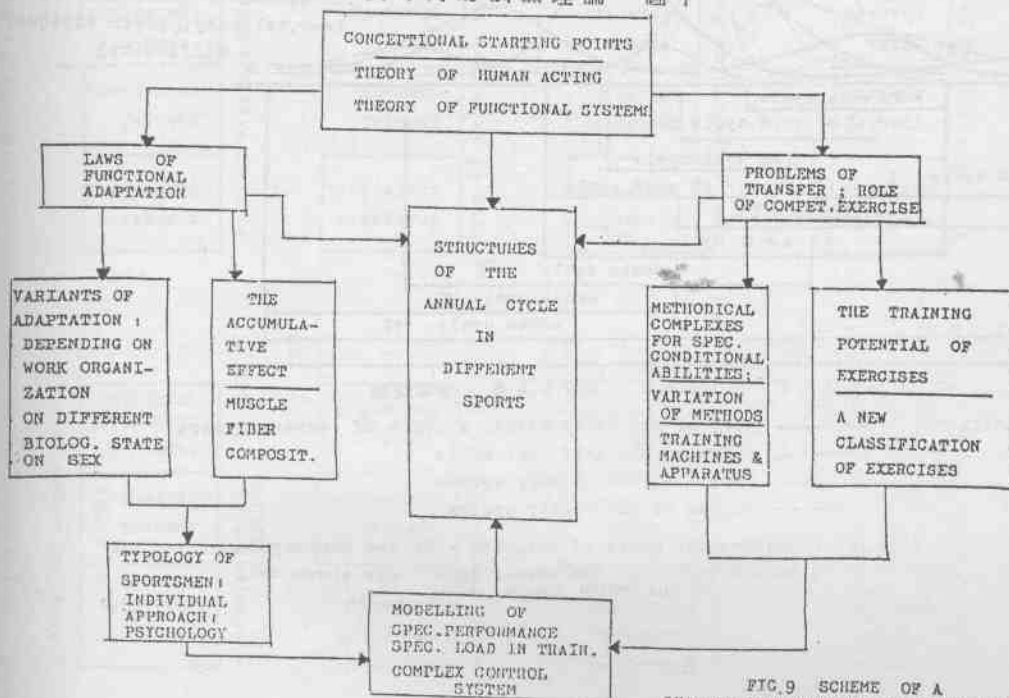 CONCEPTIONAL STARTING POINTS
THEORY OF HUMAN ACTING
THEORY OF FUNCTIONAL SYSTEMS
LAWS OF
FUNCTIONAL
ADAPTATION
PROBLEMS OF
TRANSFER ; ROLE
OF COMPET.EXERCISE
STRUCTURES
OF THE
ANNUAL CYCLE
IN
DIFFERENT
SPORTS
VARIANTS OF
ADAPTATION :
DEPENDING ON
WORK ORGANI-
ZATION
ON DIFFERENT
BIOLOG. STATE
ON SEX
THE
ACCUMULA-
TIVE
EFFECT
MUSCLE
FIBER
COMPOSIT.
METHODICAL
COMPLEXES
FOR SPEC.
CONDITIONAL
ABILITIES;
VARIATION
OF METHODS
TRAINING
MACHINES &
APPARATUS
THE TRAINING
POTENTIAL OF
EXERCISES
A NEW
CLASSIFICATION
OF EXERCISES
TYPOLOGY OF
SPORTSMEN:
INDIVIDUAL
APPROACH:
PSYCHOLOGY
MODELLING OF
SPEC.PERFORMANCE
SPEC. LOAD IN TRAIN.
COMPLEX CONTROL
SYSTEM
FIG.9 SCHEME OF A